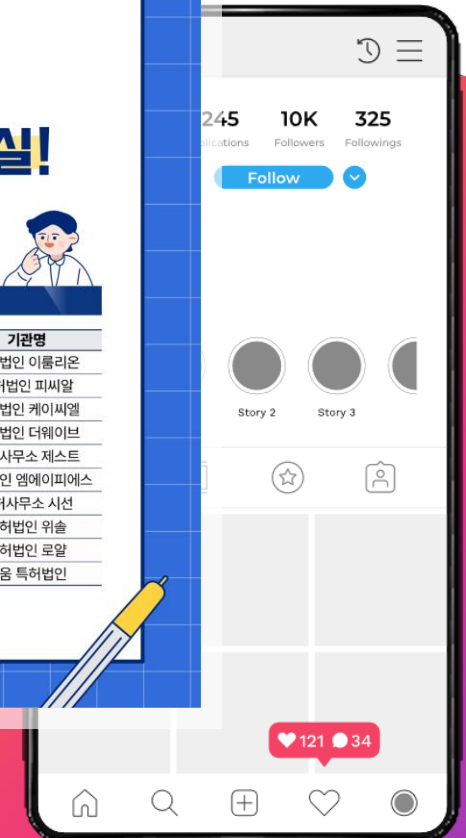 실!
기관명
법인 이룸리온
허법인 피씨알
법인 케이씨엘
법인 더웨이브
사무소 제스트
인 엠에이피에스
허사무소 시선
허법인 위솔
허법인 로얄
움 특허법인
245 10K 325
lications Followers Followings
Follow
Story 2 Story 3
121 34